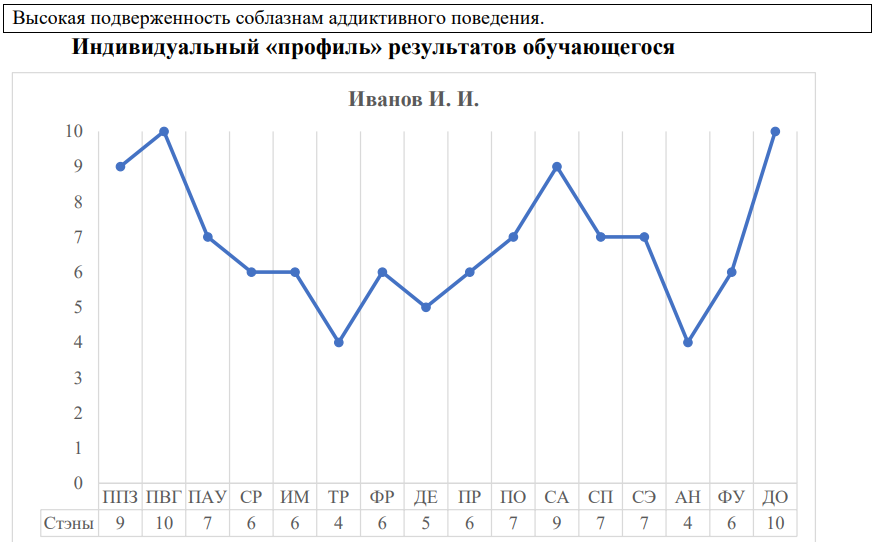 Высокая подверженность соблазнам аддиктивного поведения.
Индивидуальный «профиль» результатов обучающегося
Иванов И. И.
10
9
8
7
6
5
4
3
2
1
0
ППЗ ПВГ ПАУ СР ИМ ТР ФР ДЕ ПР ПО СА СП СЭ АН ФУ ДО
Стэны 9 10 7 6 6 4 6 5 6 7 9 7 7 4 6 10